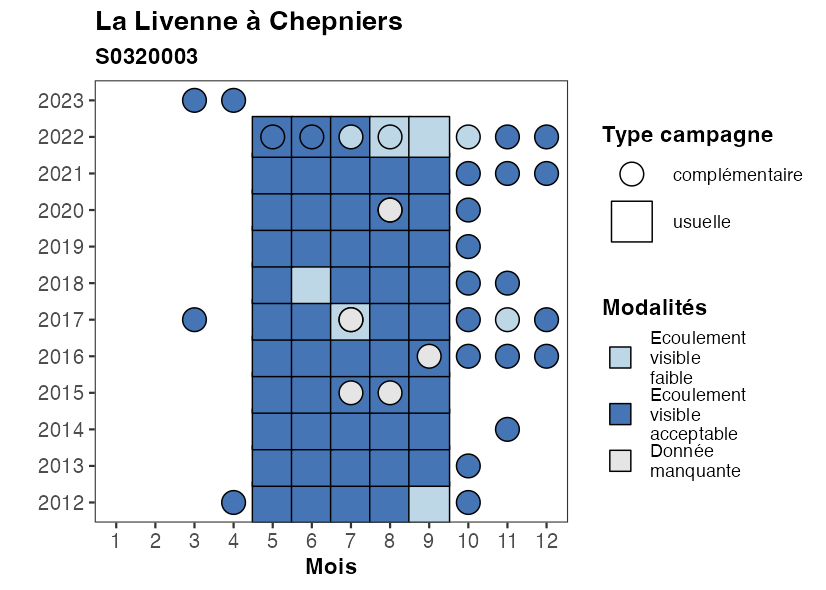 La Livenne à Chepniers
S0320003
2023
2022
2021
2020
2019
2018
2017
2016
2015
2014
2013
2012
1 2 3 4 5 6 7 8 9 10 11 12
Mois
Type campagne
complémentaire
usuelle
Modalités
Ecoulement
visible
faible
Ecoulement
visible
acceptable
Donnée
manquante